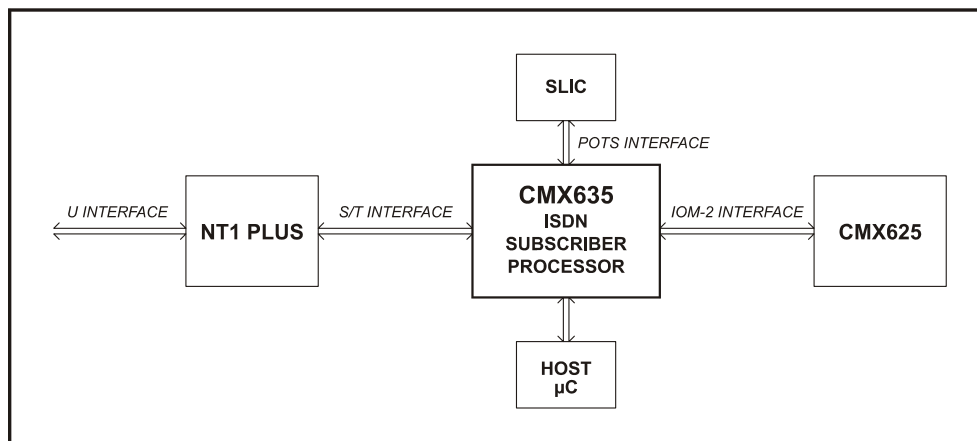 SLIC
POTS INTERFACE
U INTERFACE
NT1 PLUS
S/T INTERFACE
CMX635
ISDN
SUBSCRIBER
PROCESSOR
IOM-2 INTERFACE
CMX625
HOST
µC